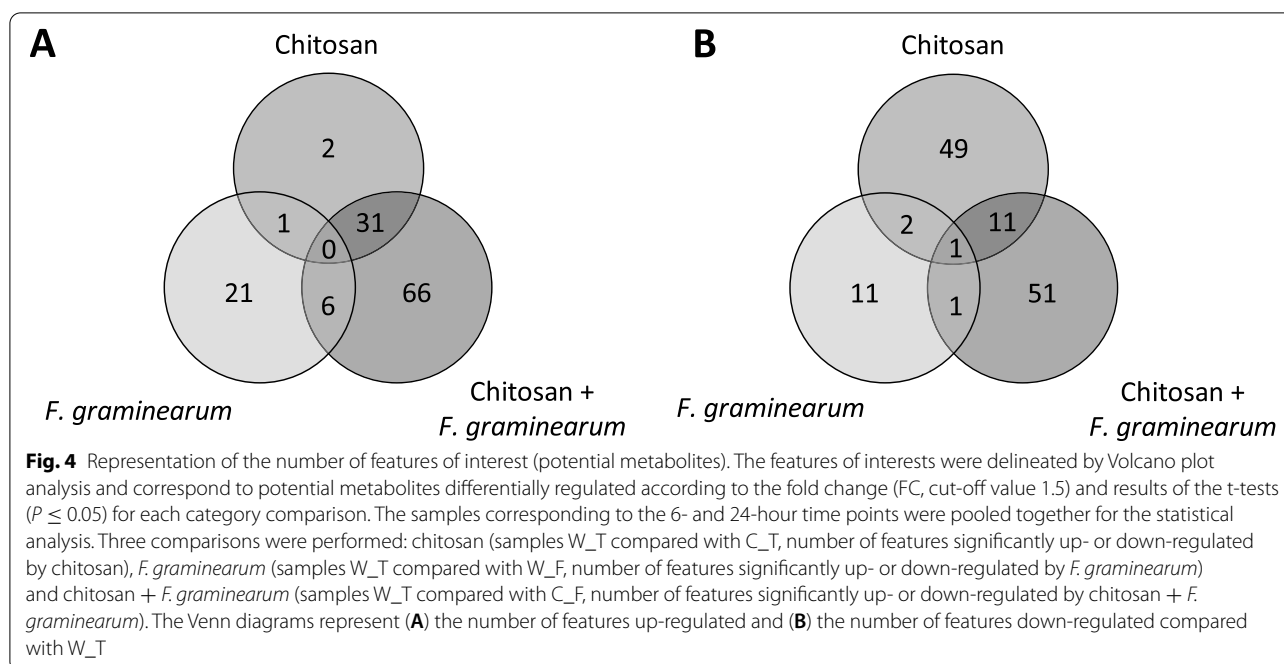 A
Chitosan
2
1
31
0
21
6
66
F. graminearum
Chitosan +
F. graminearum
B
Chitosan
49
2
11
1
11
1
51
F. graminearum
Chitosan +
F. graminearum
Fig. 4 Representation of the number of features of interest (potential metabolites). The features of interests were delineated by Volcano plot
analysis and correspond to potential metabolites differentially regulated according to the fold change (FC, cut-off value 1.5) and results of the t-tests
(P ≤ 0.05) for each category comparison. The samples corresponding to the 6- and 24-hour time points were pooled together for the statistical
analysis. Three comparisons were performed: chitosan (samples W_T compared with C_T, number of features significantly up- or down-regulated
by chitosan), F. graminearum (samples W_T compared with W_F, number of features significantly up- or down-regulated by F. graminearum)
and chitosan + F. graminearum (samples W_T compared with C_F, number of features significantly up- or down-regulated by chitosan + F.
graminearum). The Venn diagrams represent (A) the number of features up-regulated and (B) the number of features down-regulated compared
with W_T